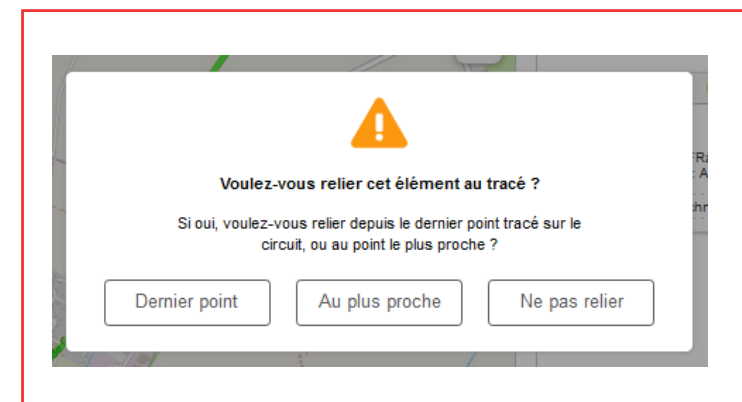 Voulez-vous relier cet élément au tracé ?
Si oui, voulez-vous relier depuis le dernier point tracé sur le
circuit, ou au point le plus proche ?
Dernier point
Au plus proche
Ne pas relier